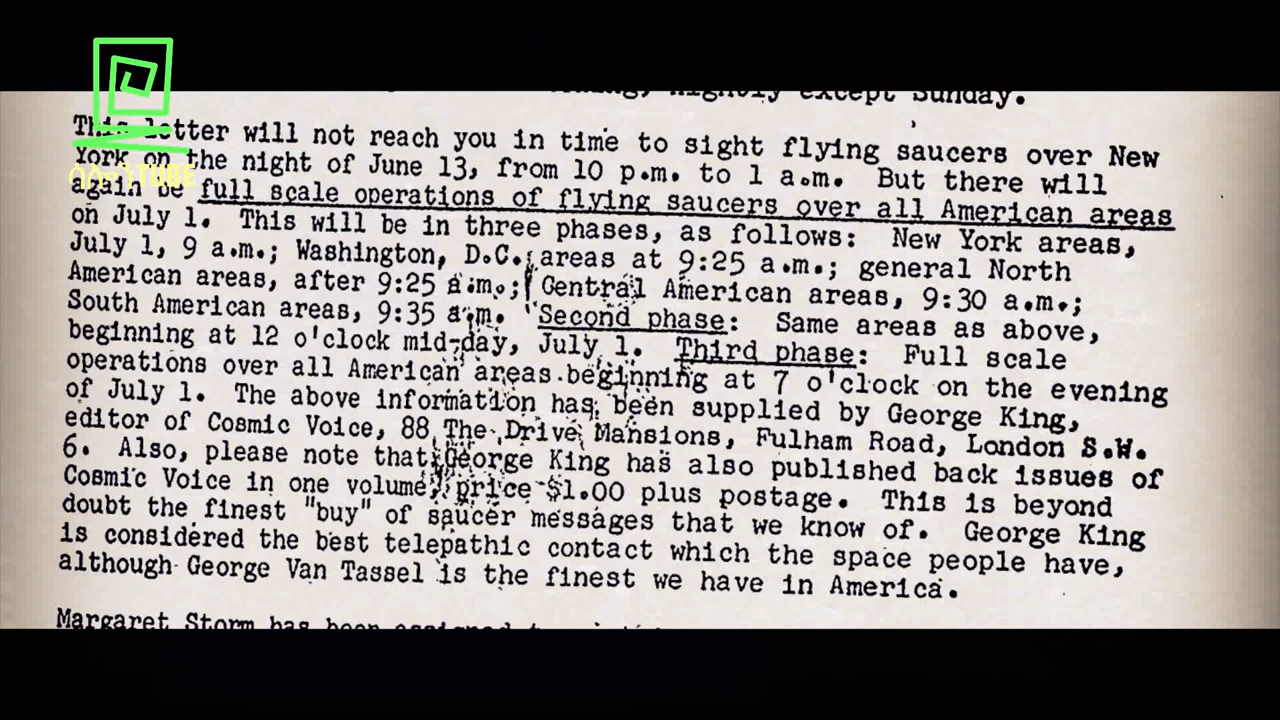 nightly except Sunday.
This letter will not reach you in time to sight flying saucers over New
York on the night of June 13, from 10 p.m. to 1 a.m. But there will
again be full scale operations of flying saucers over all American areas
on July 1. This will be in three phases, as follows: New York areas,
July 1, 9 a.m.; Washington, D.C. areas at 9:25 a.m.; general North
American areas, after 9:25 a.m.; Central American areas, 9:30 a.m.;
South American areas, 9:35 a.m. Second phase: Same areas as above,
beginning at 12 o'clock mid-day, July 1. Third phase: Full scale
operations over all American areas beginning at 7 o'clock on the evening
of July 1. The above information has been supplied by George King,
editor of Cosmic Voice, 88 The Drive Mansions, Fulham Road, London S.W.
6. Also, please note that George King has also published back issues of
Cosmic Voice in one volume, price $1.00 plus postage. This is beyond
doubt the finest "buy" of saucer messages that we know of. George King
is considered the best telepathic contact which the space people have,
although George Van Tassel is the finest we have in America.
Margaret Storm has been assigned
TUBE